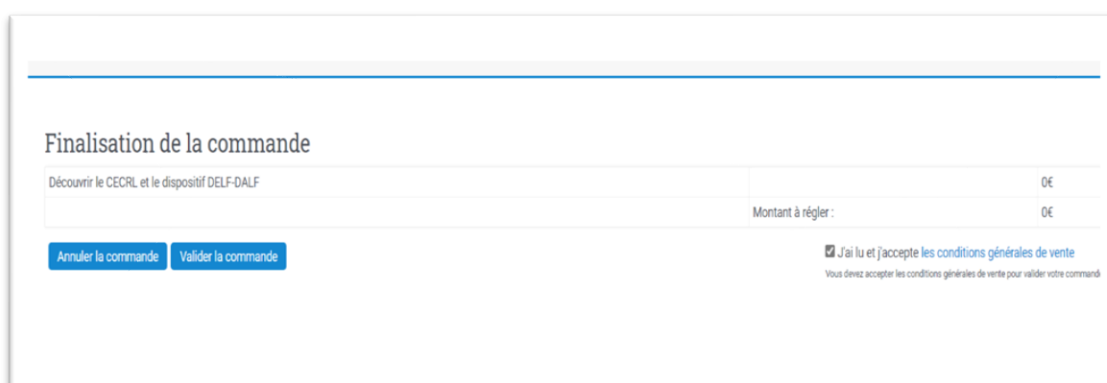 Finalisation de la commande
Découvrir le CECRL et le dispositif DELF-DALF 0€
Montant à régler : 0€
Annuler la commande Valider la commande
J'ai lu et j'accepte les conditions générales de vente
Vous devez accepter les conditions générales de vente pour valider votre command